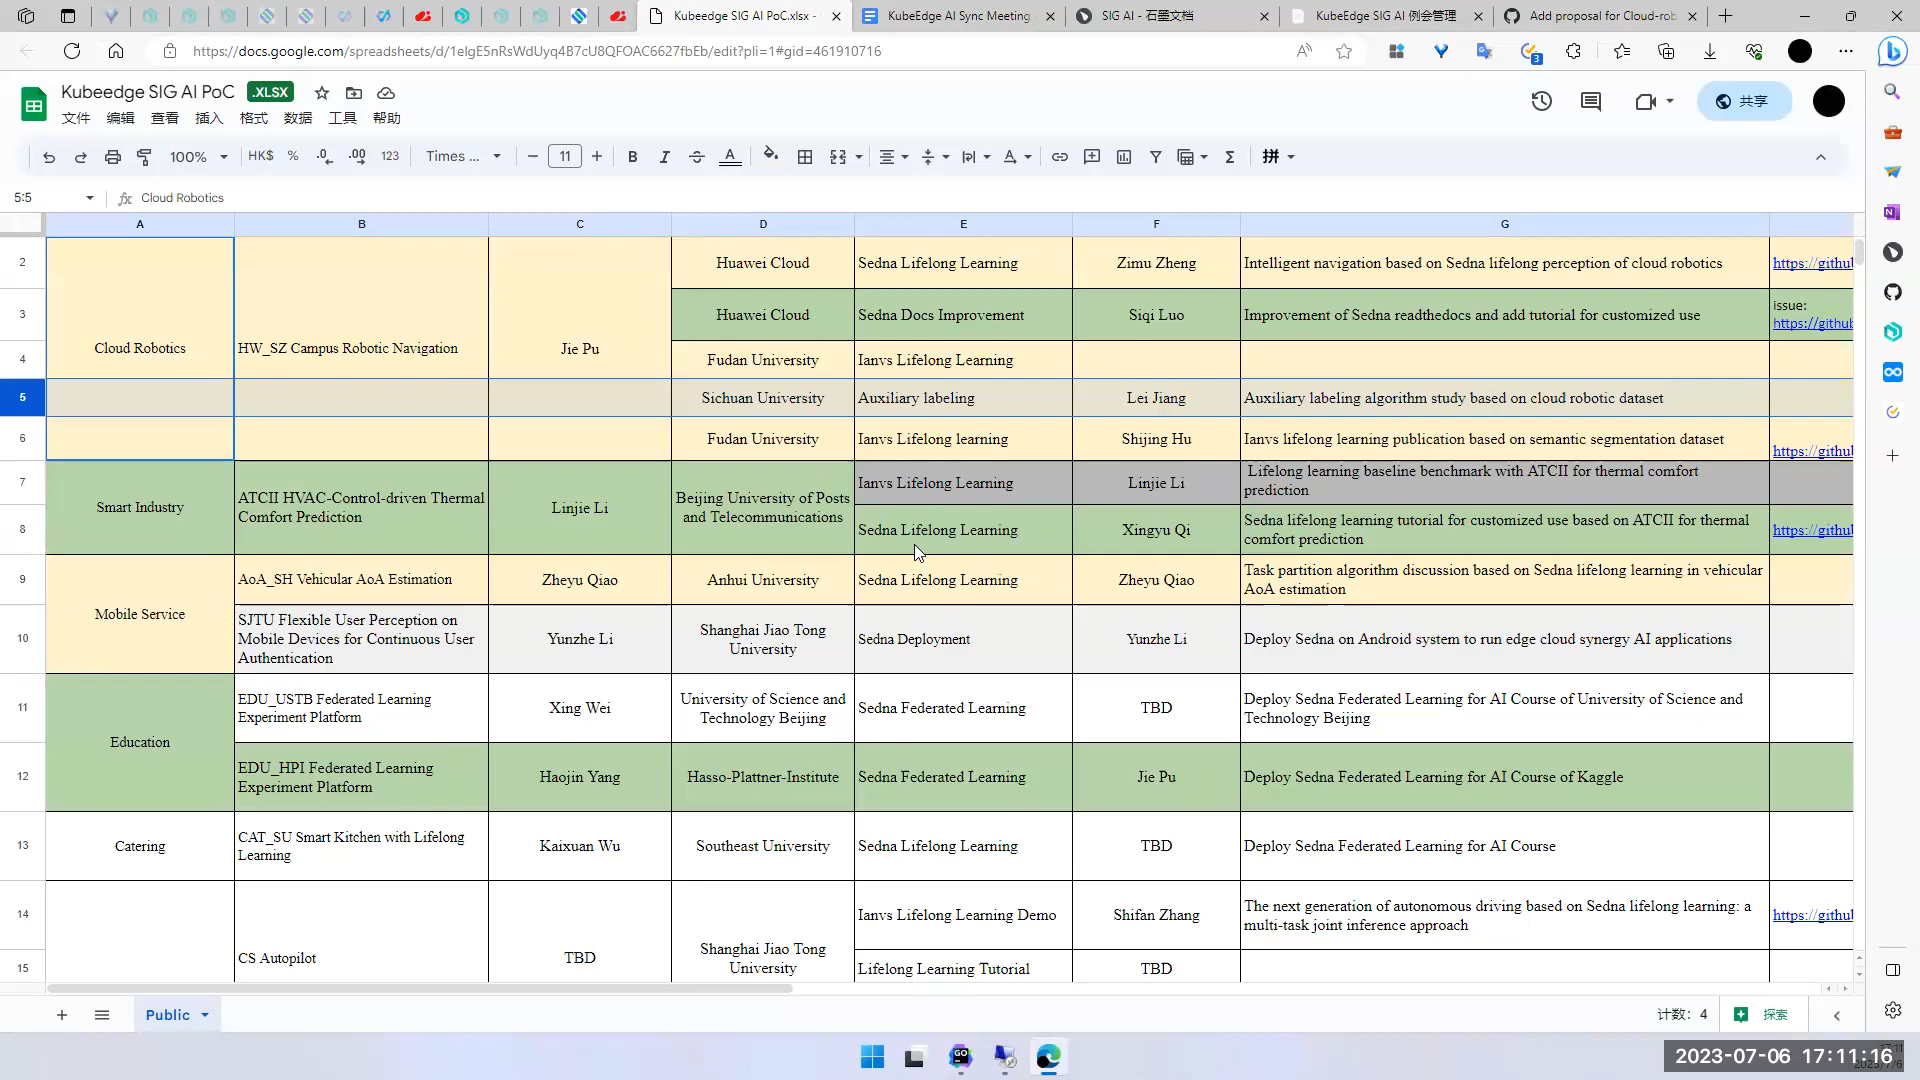 Kubeedge SIG AI PoC.xlsx -
KubeEdge AI Sync Meeting
SIG AI - 石墨文档
KubeEdge SIG AI 例会管理
Add proposal for Cloud-rob
https://docs.google.com/spreadsheets/d/1elgE5nRsWdUyq4B7cU8QFOAC6627fbEb/edit?pli=1#gid=461910716
3
Kubeedge SIG AI PoC .XLSX
共享
文件 编辑 查看 插入 格式 数据 工具 帮助
100% HK$ % .0 .00 123 Times ... 11 B I A Σ 拼
5:5 fx Cloud Robotics
A B C D E F G
2 Huawei Cloud Sedna Lifelong Learning Zimu Zheng Intelligent navigation based on Sedna lifelong perception of cloud robotics https://githu
3 Huawei Cloud Sedna Docs Improvement Siqi Luo Improvement of Sedna readthedocs and add tutorial for customized use issue:
https://github
Cloud Robotics HW_SZ Campus Robotic Navigation Jie Pu
4 Fudan University Ianvs Lifelong Learning
5 Sichuan University Auxiliary labeling Lei Jiang Auxiliary labeling algorithm study based on cloud robotic dataset
6 Fudan University Ianvs Lifelong learning Shijing Hu Ianvs lifelong learning publication based on semantic segmentation dataset https://githu
7 Ianvs Lifelong Learning Linjie Li Lifelong learning baseline benchmark with ATCII for thermal comfort
prediction
Smart Industry ATCII HVAC-Control-driven Thermal
Comfort Prediction Linjie Li Beijing University of Posts
and Telecommunications
8 Sedna Lifelong Learning Xingyu Qi Sedna lifelong learning tutorial for customized use based on ATCII for thermal
comfort prediction https://githu
9 AoA_SH Vehicular AoA Estimation Zheyu Qiao Anhui University Sedna Lifelong Learning Zheyu Qiao Task partition algorithm discussion based on Sedna lifelong learning in vehicular
AoA estimation
Mobile Service
10 SJTU Flexible User Perception on
Mobile Devices for Continuous User
Authentication Yunzhe Li Shanghai Jiao Tong
University Sedna Deployment Yunzhe Li Deploy Sedna on Android system to run edge cloud synergy AI applications
11 EDU_USTB Federated Learning
Experiment Platform Xing Wei University of Science and
Technology Beijing Sedna Federated Learning TBD Deploy Sedna Federated Learning for AI Course of University of Science and
Technology Beijing
Education
12 EDU_HPI Federated Learning
Experiment Platform Haojin Yang Hasso-Plattner-Institute Sedna Federated Learning Jie Pu Deploy Sedna Federated Learning for AI Course of Kaggle
13 Catering CAT_SU Smart Kitchen with Lifelong
Learning Kaixuan Wu Southeast University Sedna Lifelong Learning TBD Deploy Sedna Federated Learning for AI Course
14 Ianvs Lifelong Learning Demo Shifan Zhang The next generation of autonomous driving based on Sedna lifelong learning: a
multi-task joint inference approach https://githu
CS Autopilot TBD Shanghai Jiao Tong
University
15 Lifelong Learning Tutorial TBD
Public 计数: 4 探索
2023-07-06 17:11:16